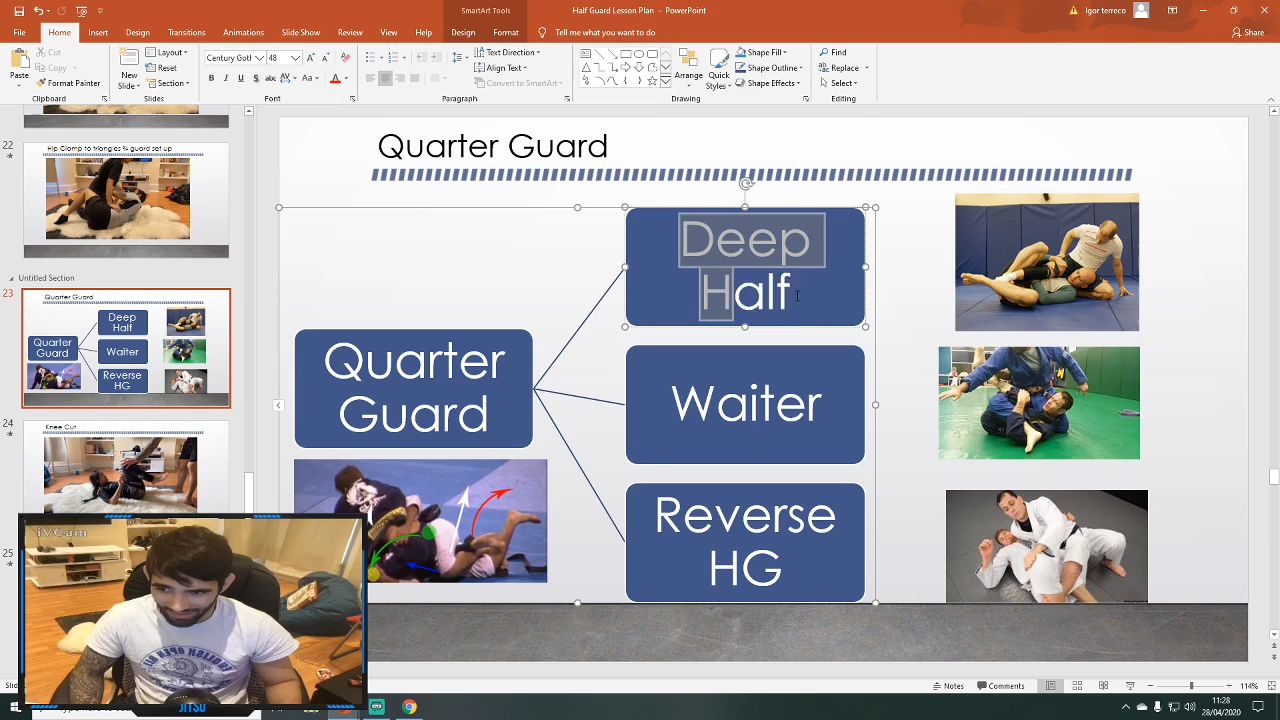 Half Guard Lesson Plan - PowerPoint
SmartArt Tools
Igor terreco
File
Home
Insert
Design
Transitions
Animations
Slide Show
Review
View
Help
Design
Format
Tell me what you want to do
Share
Paste
Cut
Copy
Format Painter
Clipboard
New
Slide
Layout
Reset
Section
Slides
Century Gotl
48
Font
Text Direction
Align Text
Convert to SmartArt
Paragraph
Arrange
Quick
Styles
Shape Fill
Shape Outline
Shape Effects
Drawing
Find
Replace
Select
Editing
22
Hip Clamp to triangles ¾ guard set up
Untitled Section
23
Quarter Guard
Deep
Half
Quarter
Guard
Waiter
Reverse
HG
24
Knee Cut
25
Quarter Guard
Deep
Half
Quarter
Guard
Waiter
Reverse
HG
iVCam
ENGLISH OPEN
JITSU
Notes
Comments
114%
11:28
28/04/2020